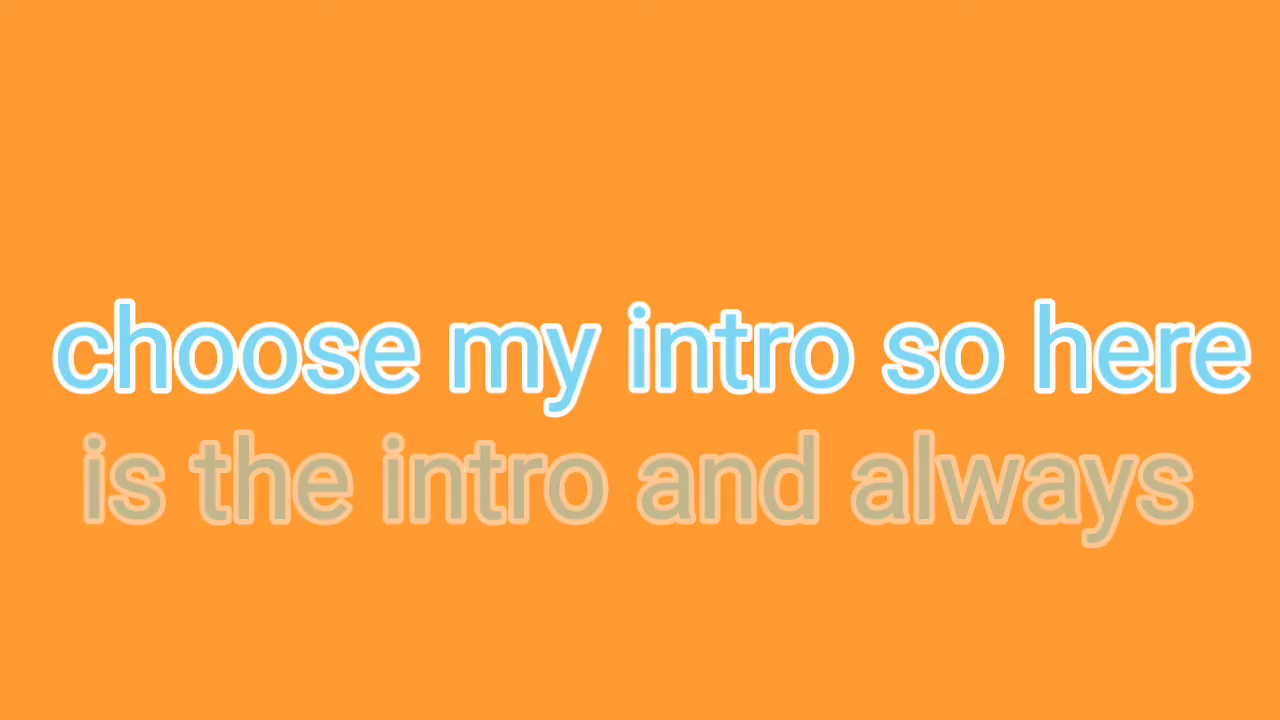 choose my intro so here
is the intro and always